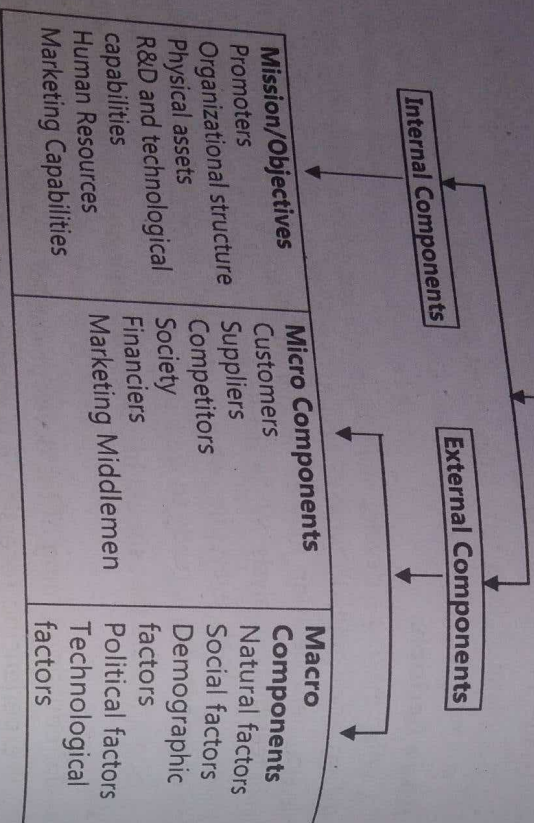 Internal Components
External Components
Mission/Objectives
Promoters
Organizational structure
Physical assets
R&D and technological
capabilities
Human Resources
Marketing Capabilities
Micro Components
Customers
Suppliers
Competitors
Society
Financiers
Marketing Middlemen
Macro
Components
Natural factors
Social factors
Demographic
factors
Political factors
Technological
factors